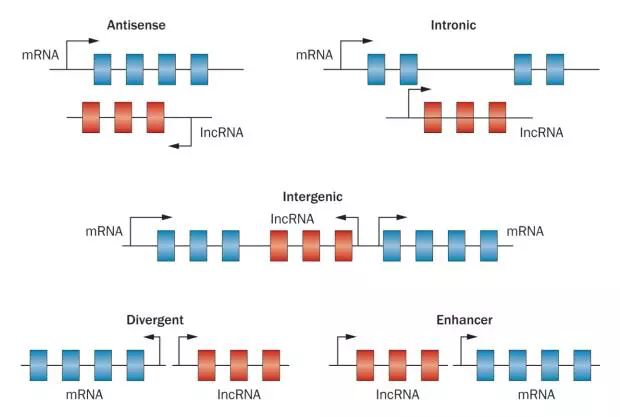 Antisense
Intronic
mRNA
mRNA
lncRNA
lncRNA
Intergenic
lncRNA
mRNA
mRNA
Divergent
Enhancer
mRNA
lncRNA
lncRNA
mRNA